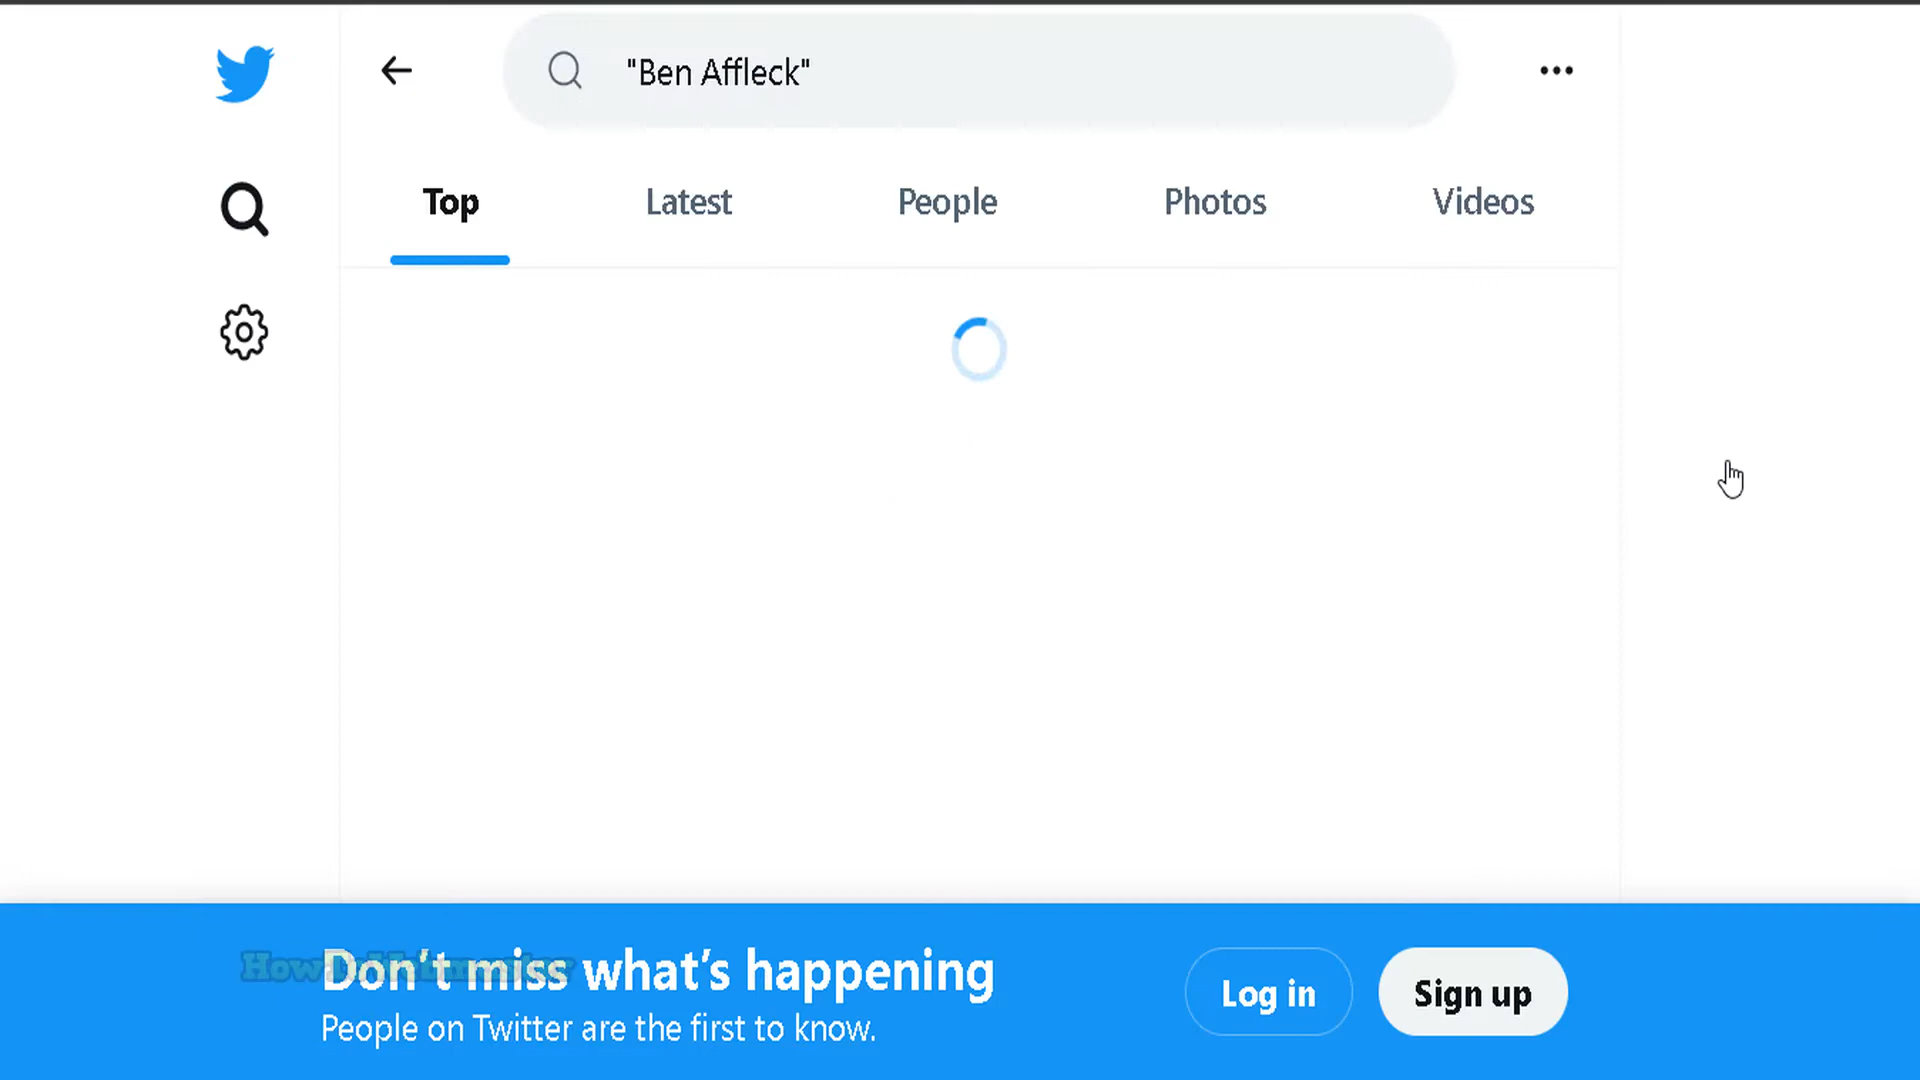 "Ben Affleck"
Top Latest People Photos Videos
Don't miss what's happening
People on Twitter are the first to know.
Log in Sign up